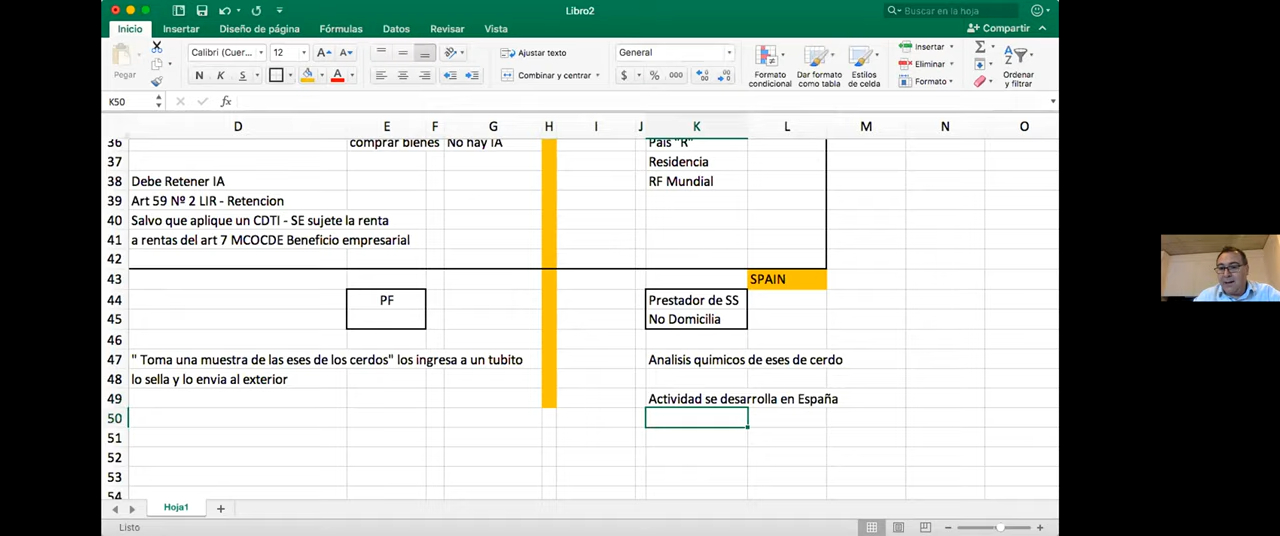 Libro2
Buscar en la hoja
Inicio Insertar Diseño de página Fórmulas Datos Revisar Vista Compartir
Pegar
Calibri (Cuer... 12
Ajustar texto
General
N K S A
Combinar y centrar
$ % 000
Formato condicional
Dar formato como tabla
Estilos de celda
Insertar
Eliminar
Formato
Ordenar y filtrar
K50 fx
D E F G H I J K L M N O
36 comprar bienes No hay IA País "R"
37 Residencia
38 Debe Retener IA RF Mundial
39 Art 59 Nº 2 LIR - Retencion
40 Salvo que aplique un CDTI - SE sujete la renta
41 a rentas del art 7 MCOCDE Beneficio empresarial
42
43 SPAIN
44 PF Prestador de SS
45 No Domicilia
46
47 " Toma una muestra de las eses de los cerdos" los ingresa a un tubito Analisis quimicos de eses de cerdo
48 lo sella y lo envia al exterior
49 Actividad se desarrolla en España
50
51
52
53
54
Hoja1
Listo